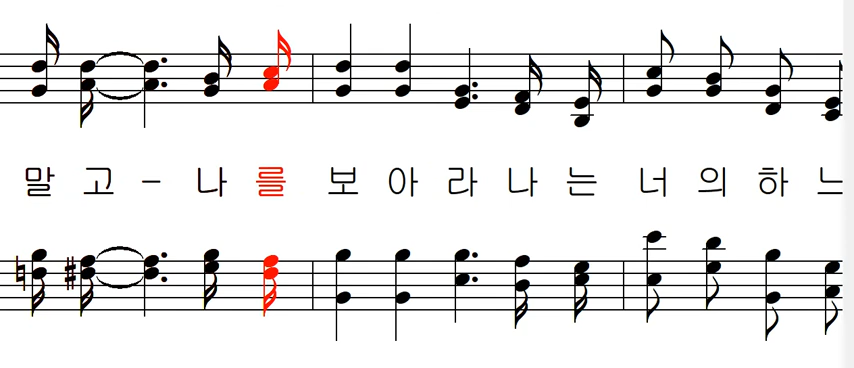 말 고 - 나 를 보 아 라 나 는 너 의 하 느